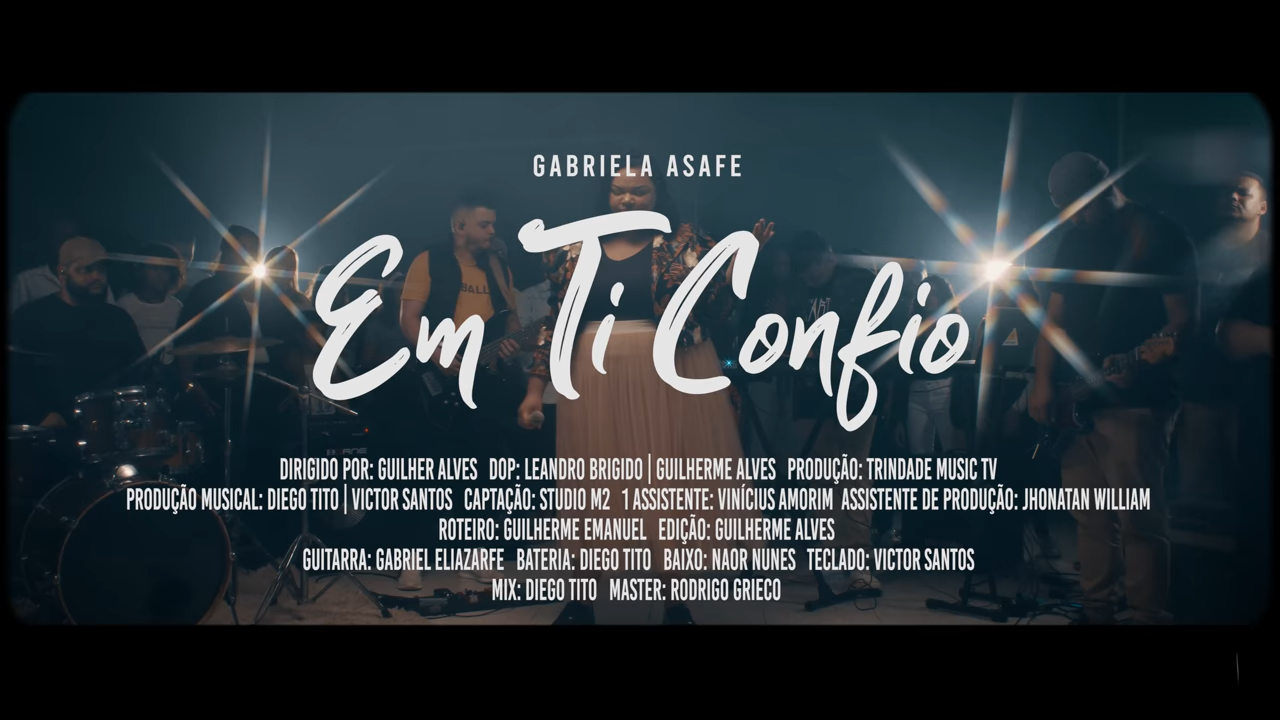 GABRIELA ASAFE
Em Ti Confio
DIRIGIDO POR: GUILHER ALVES DOP: LEANDRO BRIGIDO | GUILHERME ALVES PRODUÇÃO: TRINDADE MUSIC TV
PRODUÇÃO MUSICAL: DIEGO TITO | VICTOR SANTOS CAPTAÇÃO: STUDIO M2 1 ASSISTENTE: VINÍCIUS AMORIM ASSISTENTE DE PRODUÇÃO: JHONATAN WILLIAM
ROTEIRO: GUILHERME EMANUEL EDIÇÃO: GUILHERME ALVES
GUITARRA: GABRIEL ELIAZARFE BATERIA: DIEGO TITO BAIXO: NAOR NUNES TECLADO: VICTOR SANTOS
MIX: DIEGO TITO MASTER: RODRIGO GRIECO